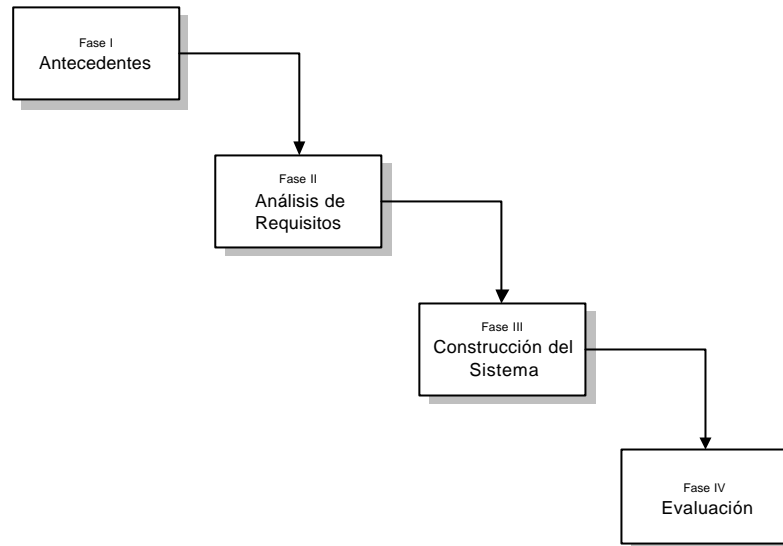 Fase I
Antecedentes
Fase II
Análisis de
Requisitos
Fase III
Construcción del
Sistema
Fase IV
Evaluación